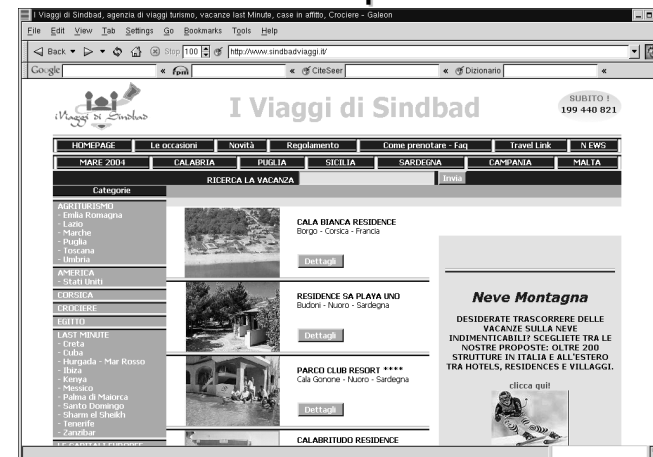 I Viaggi di Sindbad, agenzia di viaggi turismo, vacanze last Minute, case in affitto, Crociere - Galeon
File Edit View Tab Settings Go Bookmarks Tools Help
Back Stop 100 http://www.sindbadviaggi.it/
Google « rpm « CiteSeer « Dizionario «
Viaggi di Sindbad
I Viaggi di Sindbad
SUBITO !
199 440 821
HOMEPAGE Le occasioni Novità Regolamento Come prenotare - Faq Travel Link N EWS
MARE 2004 CALABRIA PUGLIA SICILIA SARDEGNA CAMPANIA MALTA
RICERCA LA VACANZA Invia
Categorie
AGRITURISMO
- Emilia Romagna
- Lazio
- Marche
- Puglia
- Toscana
- Umbria
AMERICA
- Stati Uniti
CORSICA
CROCIERE
EGITTO
LAST MINUTE
- Creta
- Cuba
- Hurgada - Mar Rosso
- Ibiza
- Kenya
- Messico
- Palma di Maiorca
- Santo Domingo
- Sharm el Sheikh
- Tenerife
- Zanzibar
LE CAPITALI EUROPEE
CALA BIANCA RESIDENCE
Borgo - Corsica - Francia
Dettagli
RESIDENCE SA PLAYA UNO
Budoni - Nuoro - Sardegna
Dettagli
PARCO CLUB RESORT ****
Cala Gonone - Nuoro - Sardegna
Dettagli
CALABRITUDO RESIDENCE
Neve Montagna
DESIDERATE TRASCORRERE DELLE
VACANZE SULLA NEVE
INDIMENTICABILI? SCEGLIETE TRA LE
NOSTRE PROPOSTE: OLTRE 200
STRUTTURE IN ITALIA E ALL'ESTERO
TRA HOTELS, RESIDENCES E VILLAGGI.
clicca qui!